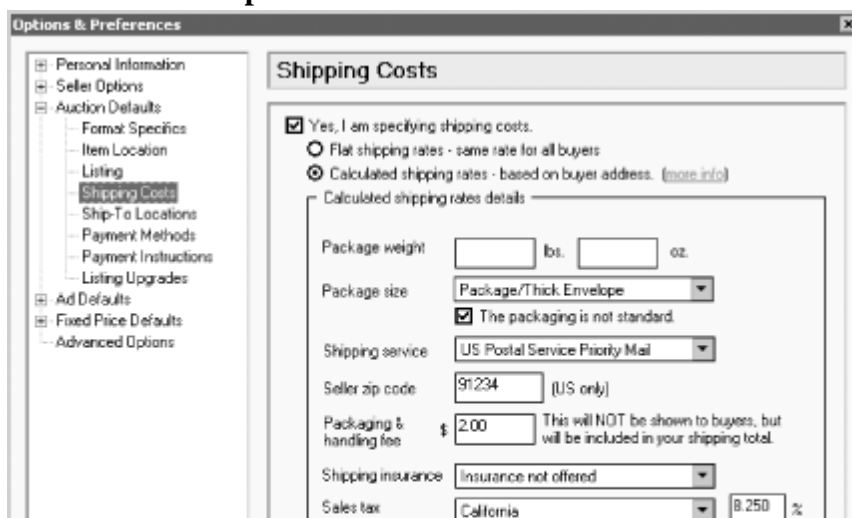 Options & Preferences
Personal Information
Seller Options
Auction Defaults
Format Specifics
Item Location
Listing
Shipping Costs
Ship-To Locations
Payment Methods
Payment Instructions
Listing Upgrades
Ad Defaults
Fixed Price Defaults
Advanced Options
Shipping Costs
Yes, I am specifying shipping costs.
Flat shipping rates - same rate for all buyers
Calculated shipping rates - based on buyer address. (more info)
Calculated shipping rates details
Package weight lbs. oz.
Package size Package/Thick Envelope
The packaging is not standard.
Shipping service US Postal Service Priority Mail
Seller zip code 91234 (US only)
Packaging & handling fee $ 2.00 This will NOT be shown to buyers, but
will be included in your shipping total.
Shipping insurance Insurance not offered
Sales tax California 8.250 %